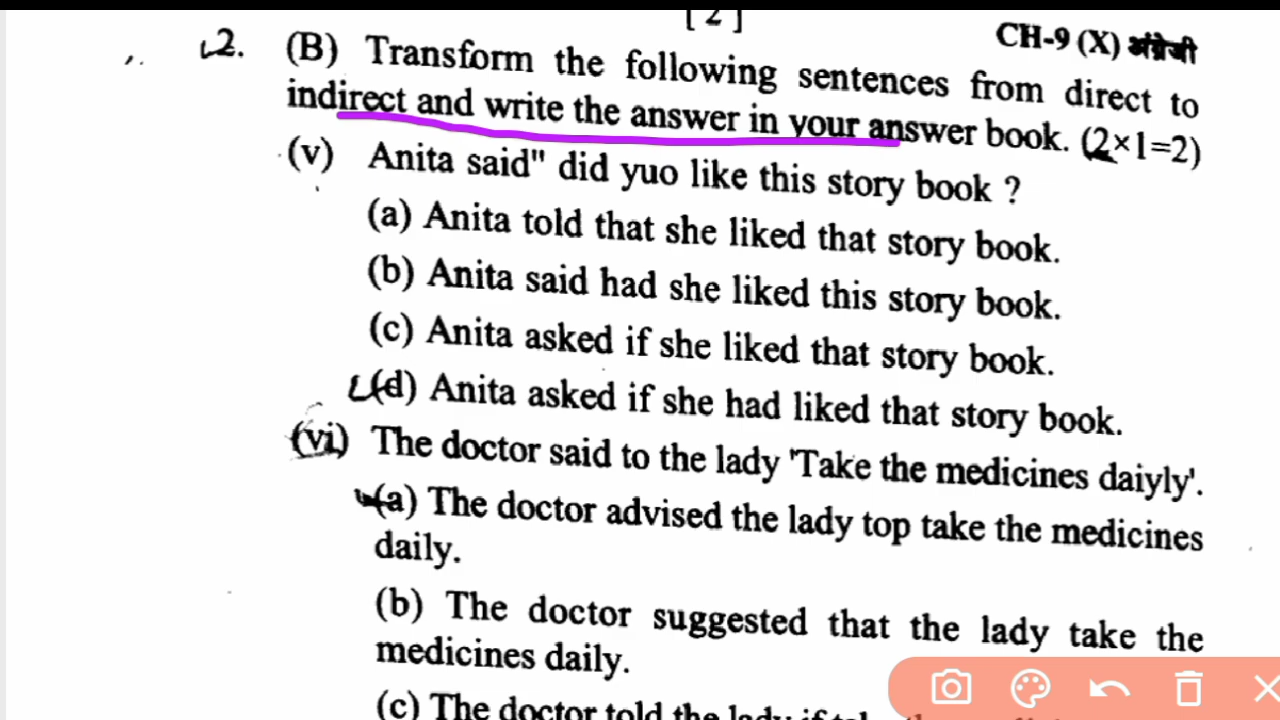 [ 2 ]
CH-9 (X) अंग्रेजी
2. (B) Transform the following sentences from direct to
indirect and write the answer in your answer book. (2×1=2)
(v) Anita said" did yuo like this story book ?
(a) Anita told that she liked that story book.
(b) Anita said had she liked this story book.
(c) Anita asked if she liked that story book.
(d) Anita asked if she had liked that story book.
(vi) The doctor said to the lady 'Take the medicines daiyly'.
(a) The doctor advised the lady top take the medicines
daily.
(b) The doctor suggested that the lady take the
medicines daily.
(c) The doctor told the lady if